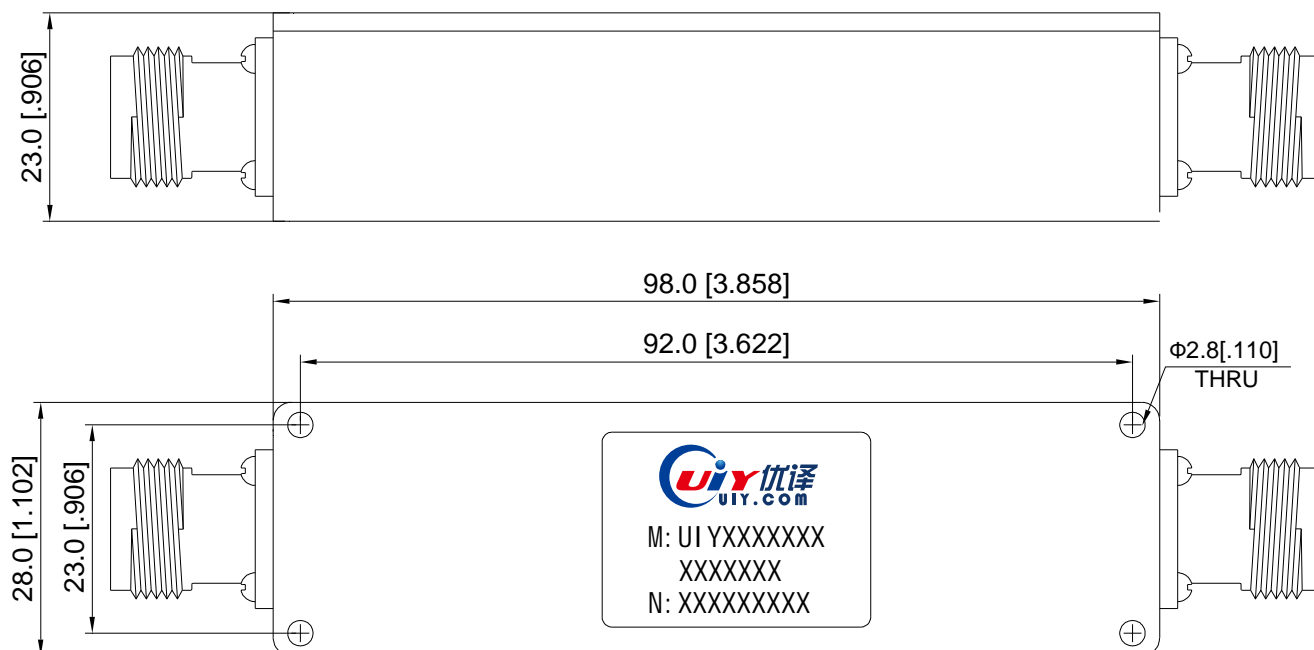 23.0 [.906]
98.0 [3.858]
92.0 [3.622]
Φ2.8[.110]
THRU
28.0 [1.102]
23.0 [.906]
UiY优译
UIY.COM
M: UIYXXXXXXX
XXXXXXX
N: XXXXXXXXX